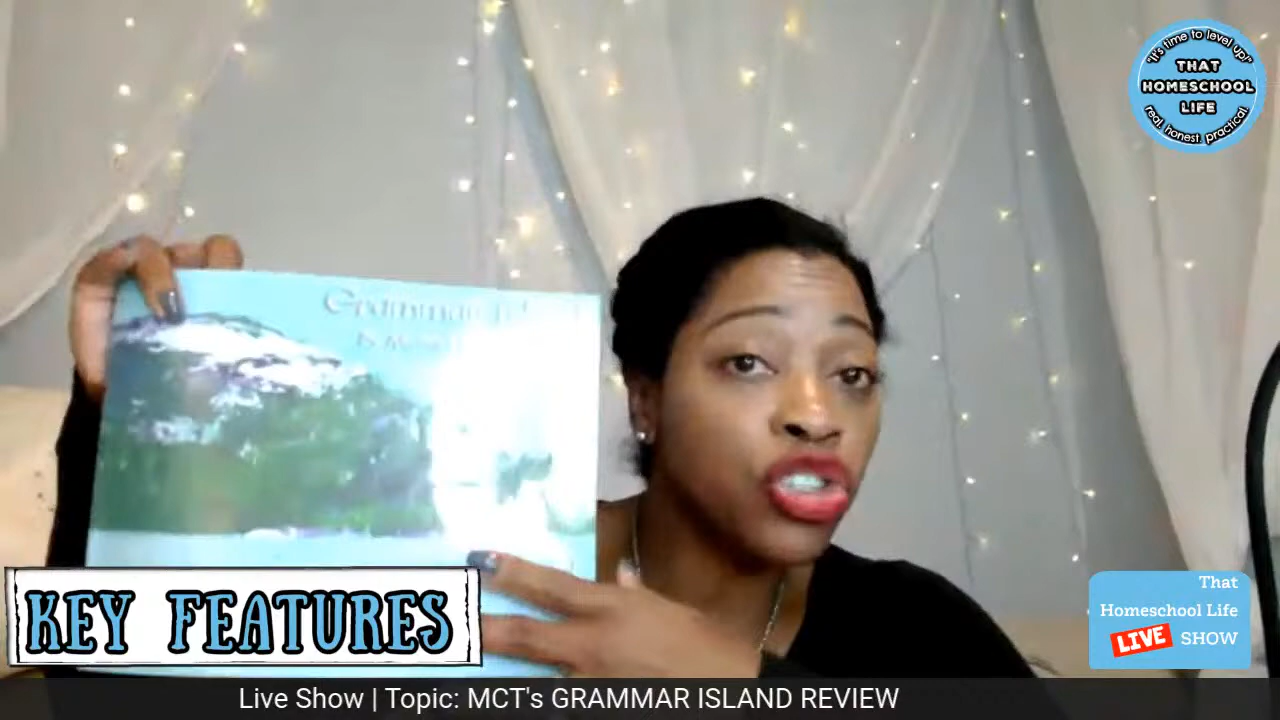 "It's time to level up!"
THAT
HOMESCHOOL
LIFE
real. honest. practical.
Grammar
KEY FEATURES
That
Homeschool Life
LIVE SHOW
Live Show | Topic: MCT's GRAMMAR ISLAND REVIEW